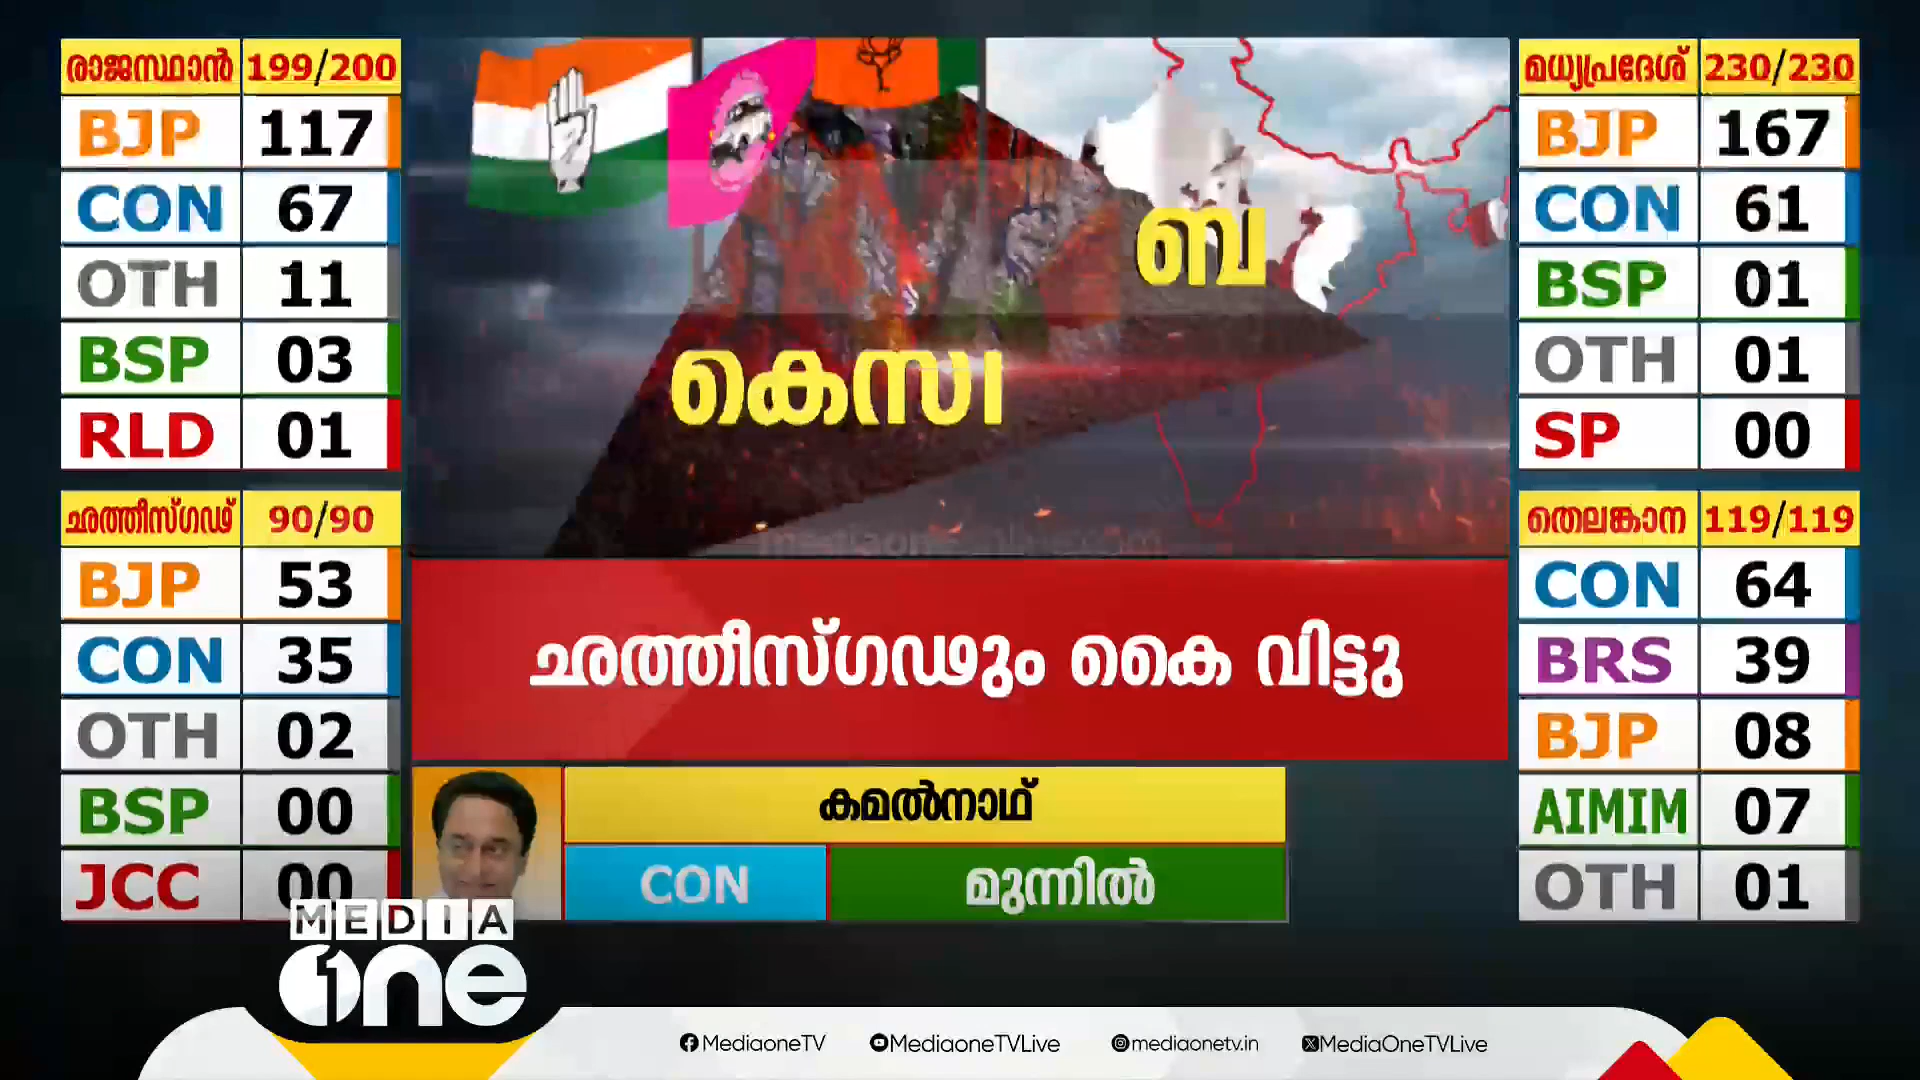 രാജസ്ഥാൻ 199/200
BJP 117
CON 67
OTH 11
BSP 03
RLD 01
ഛത്തീസ്ഗഢ് 90/90
BJP 53
CON 35
OTH 02
BSP 00
JCC 00
ബ
കെസി
mediaoneonline.com
ഛത്തീസ്ഗഢും കൈ വിട്ടു
കമൽനാഥ്
CON മുന്നിൽ
മധ്യപ്രദേശ് 230/230
BJP 167
CON 61
BSP 01
OTH 01
SP 00
തെലങ്കാന 119/119
CON 64
BRS 39
BJP 08
AIMIM 07
OTH 01
MEDIA
one
MediaoneTV MediaoneTVLive mediaonetv.in MediaOneTVLive